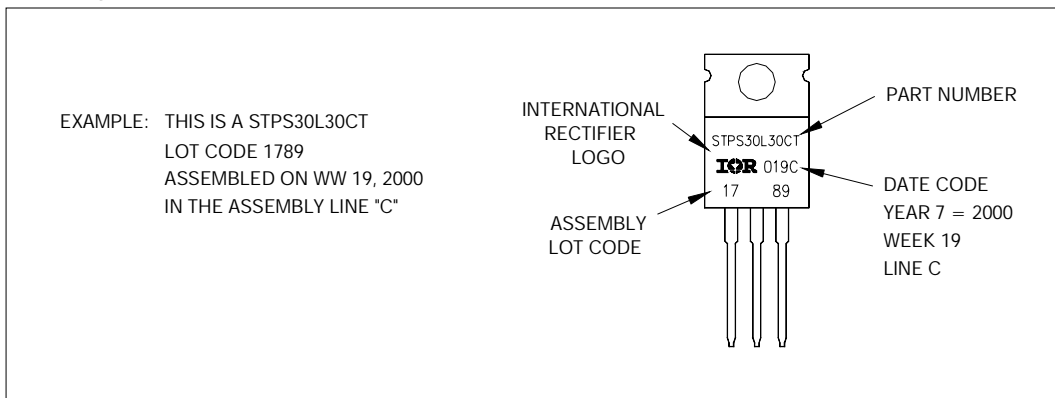 EXAMPLE: THIS IS A STPS30L30CT
LOT CODE 1789
ASSEMBLED ON WW 19, 2000
IN THE ASSEMBLY LINE "C"
INTERNATIONAL
RECTIFIER
LOGO
ASSEMBLY
LOT CODE
STPS30L30CT
IOR 019C
17 89
PART NUMBER
DATE CODE
YEAR 7 = 2000
WEEK 19
LINE C